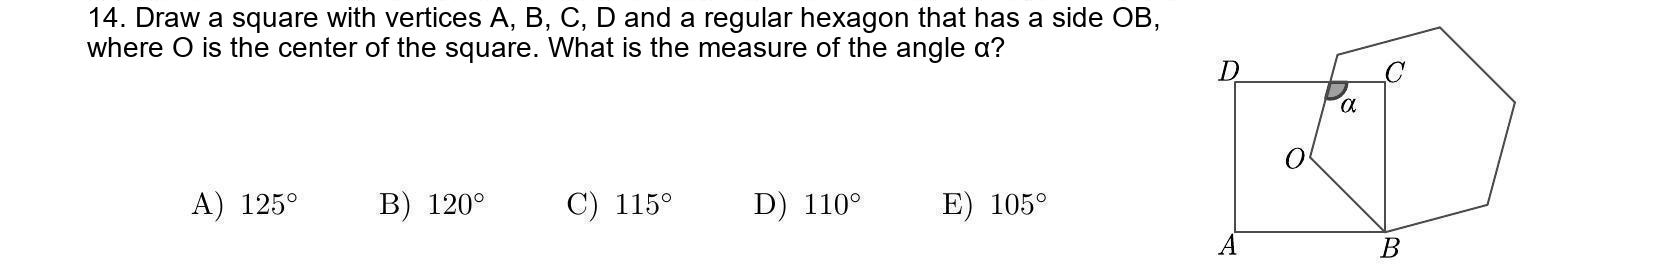 14. Draw a square with vertices A, B, C, D and a regular hexagon that has a side OB,
where O is the center of the square. What is the measure of the angle α?
D
C
α
O
A) 125° B) 120° C) 115° D) 110° E) 105°
A
B